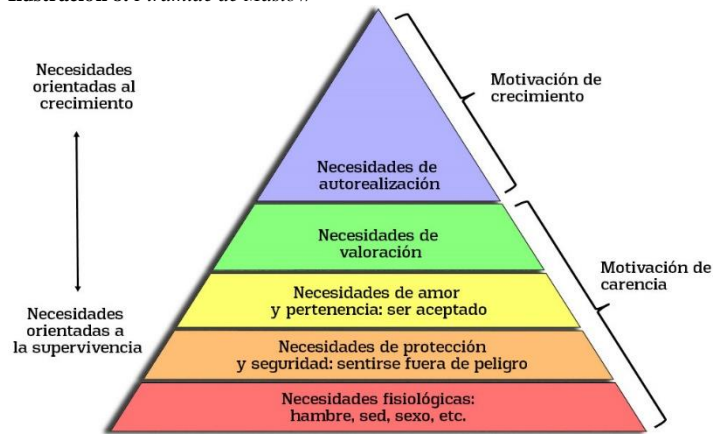 Ilustración 3. Pirámide de Maslow
Necesidades
orientadas al
crecimiento
Motivación de
crecimiento
Necesidades de
autorealización
Necesidades de
valoración
Motivación de
carencia
Necesidades de amor
y pertenencia: ser aceptado
Necesidades
orientadas a
la supervivencia
Necesidades de protección
y seguridad: sentirse fuera de peligro
Necesidades fisiológicas:
hambre, sed, sexo, etc.